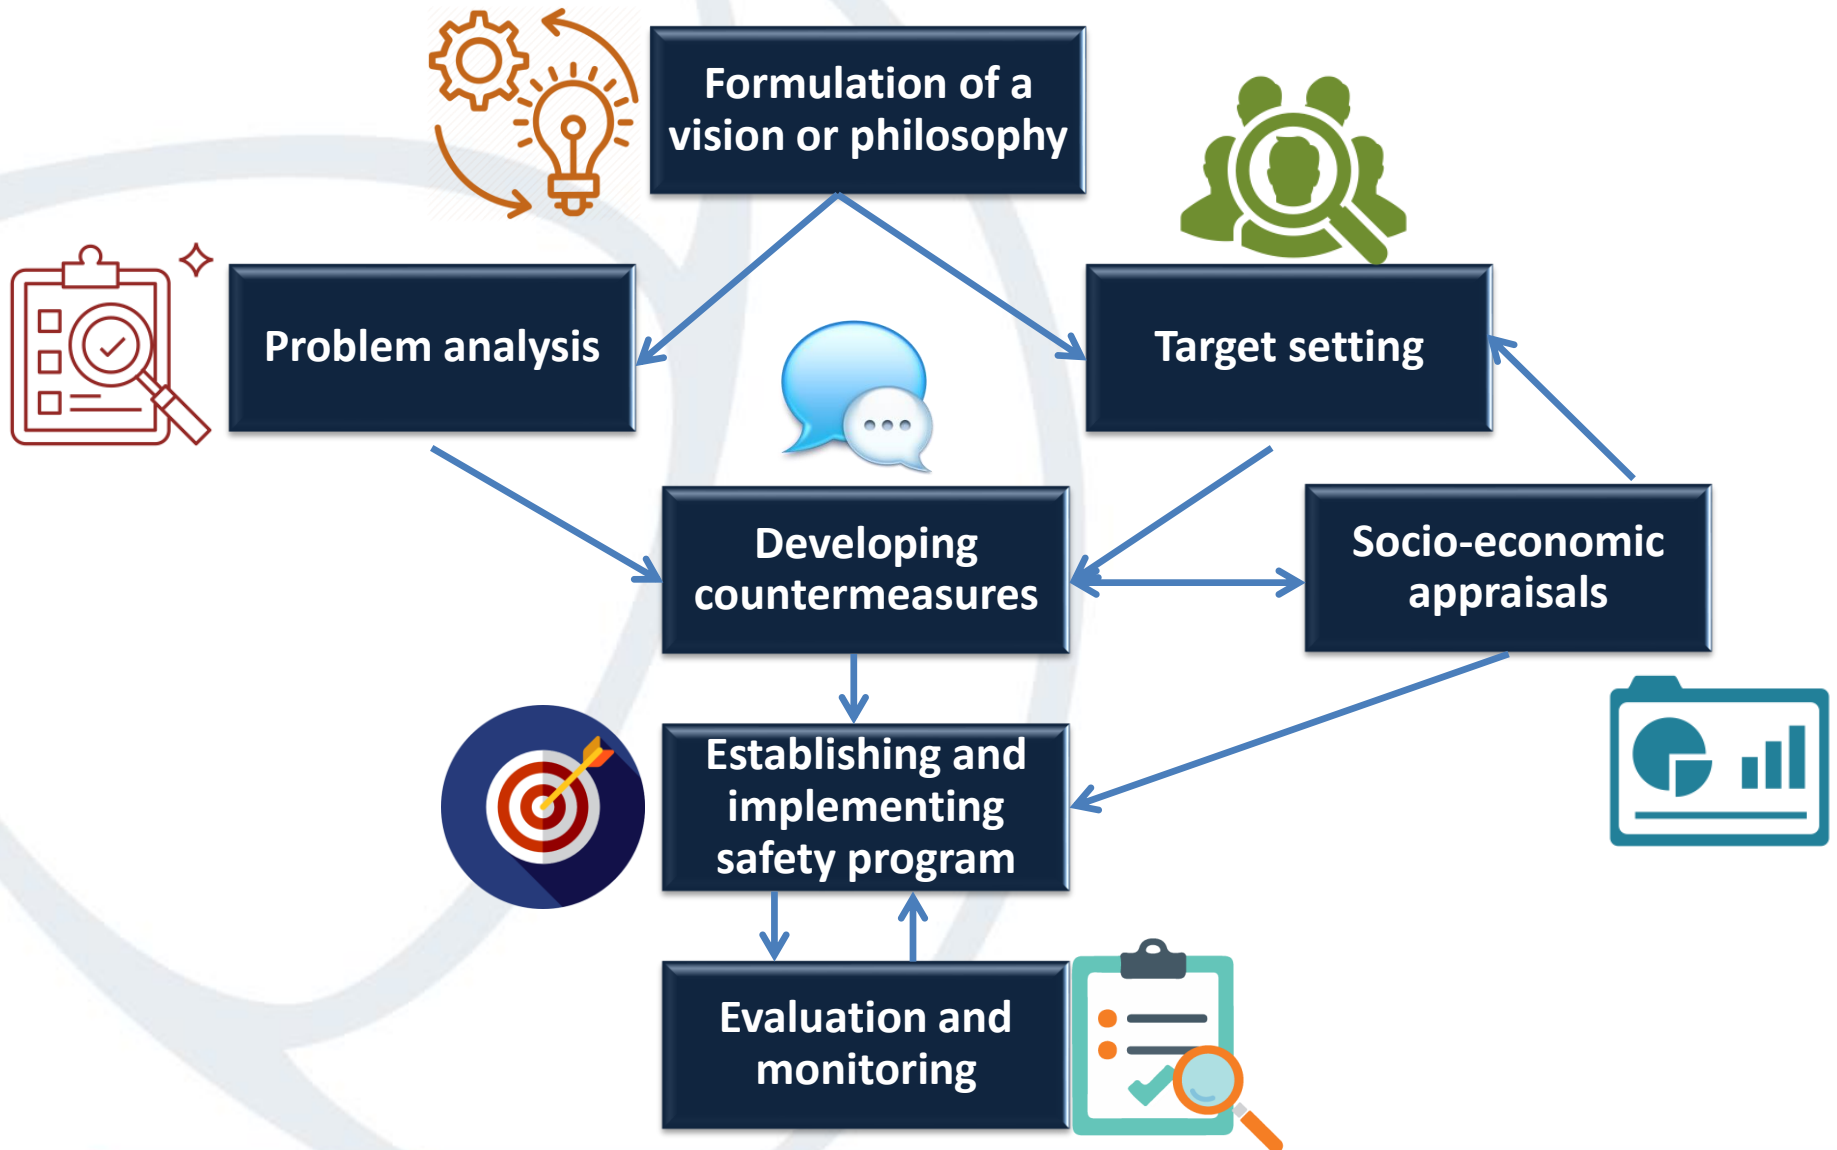 Formulation of a
vision or philosophy
Problem analysis
Target setting
Developing
countermeasures
Socio-economic
appraisals
Establishing and
implementing
safety program
Evaluation and
monitoring